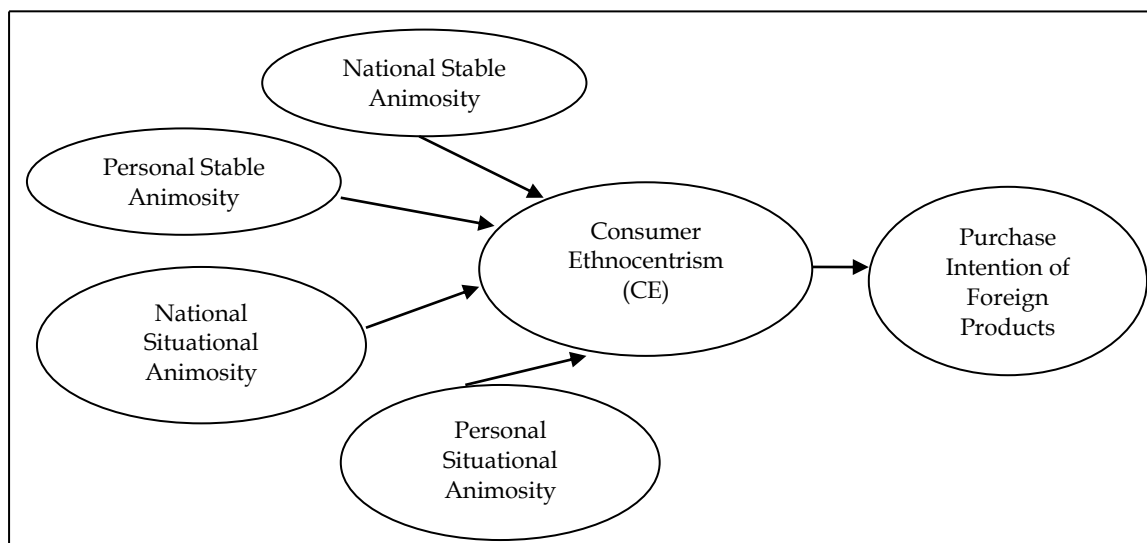 National Stable
Animosity
Personal Stable
Animosity
National
Situational
Animosity
Personal
Situational
Animosity
Consumer
Ethnocentrism
(CE)
Purchase
Intention of
Foreign
Products